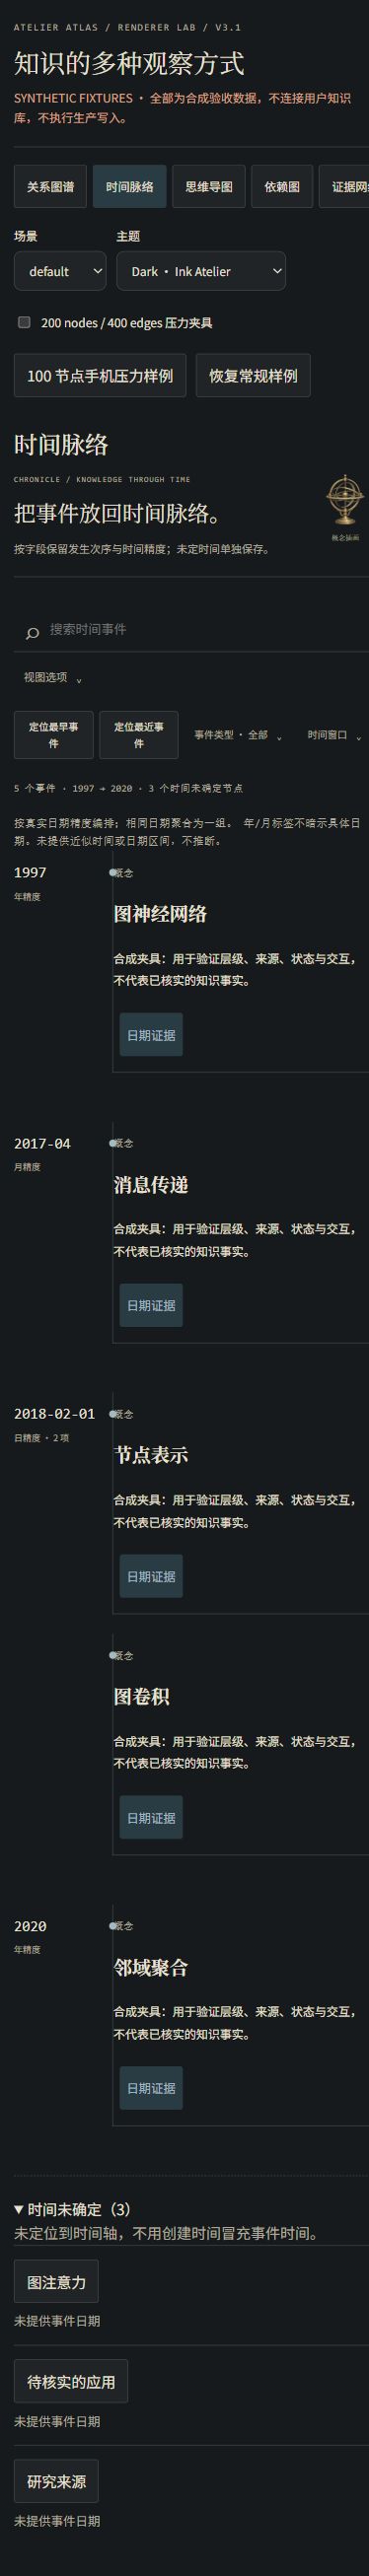 ATELIER ATLAS / RENDERER LAB / V3.1
知识的多种观察方式
SYNTHETIC FIXTURES · 全部为合成验收数据，不连接用户知识
库，不执行生产写入。
关系图谱 时间脉络 思维导图 依赖图 证据网
场景 主题
default Dark · Ink Atelier
200 nodes / 400 edges 压力夹具
100 节点手机压力样例 恢复常规样例
时间脉络
CHRONICLE / KNOWLEDGE THROUGH TIME
把事件放回时间脉络。
按字段保留发生次序与时间精度；未定时间单独保存。
概念插画
搜索时间事件
视图选项
定位最早事
件
定位最近事
件
事件类型 · 全部 时间窗口
5 个事件 · 1997 → 2020 · 3 个时间未确定节点
按真实日期精度编排；相同日期聚合为一组。 年/月标签不暗示具体日
期。未提供近似时间或日期区间，不推断。
1997 概念
年精度
图神经网络
合成夹具：用于验证层级、来源、状态与交互，
不代表已核实的知识事实。
日期证据
2017-04 概念
月精度
消息传递
合成夹具：用于验证层级、来源、状态与交互，
不代表已核实的知识事实。
日期证据
2018-02-01 概念
日精度 · 2 项
节点表示
合成夹具：用于验证层级、来源、状态与交互，
不代表已核实的知识事实。
日期证据
概念
图卷积
合成夹具：用于验证层级、来源、状态与交互，
不代表已核实的知识事实。
日期证据
2020 概念
年精度
邻域聚合
合成夹具：用于验证层级、来源、状态与交互，
不代表已核实的知识事实。
日期证据
▼ 时间未确定（3）
未定位到时间轴，不用创建时间冒充事件时间。
图注意力
未提供事件日期
待核实的应用
未提供事件日期
研究来源
未提供事件日期